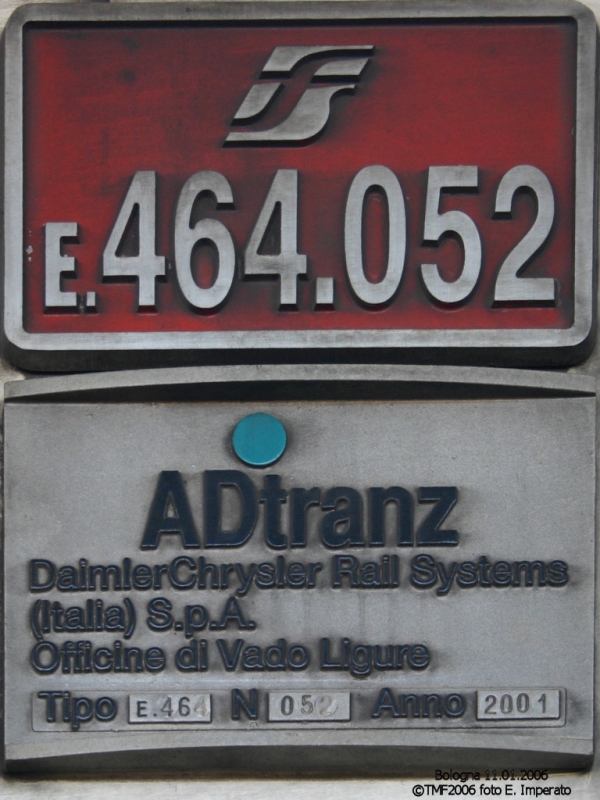 E.464.052
ADtranz
DaimlerChrysler Rail Systems
(Italia) S.p.A.
Officine di Vado Ligure
Tipo E.464 N 052 Anno 2001
Bologna 11.01.2006
©TMF2006 foto E. Imperato